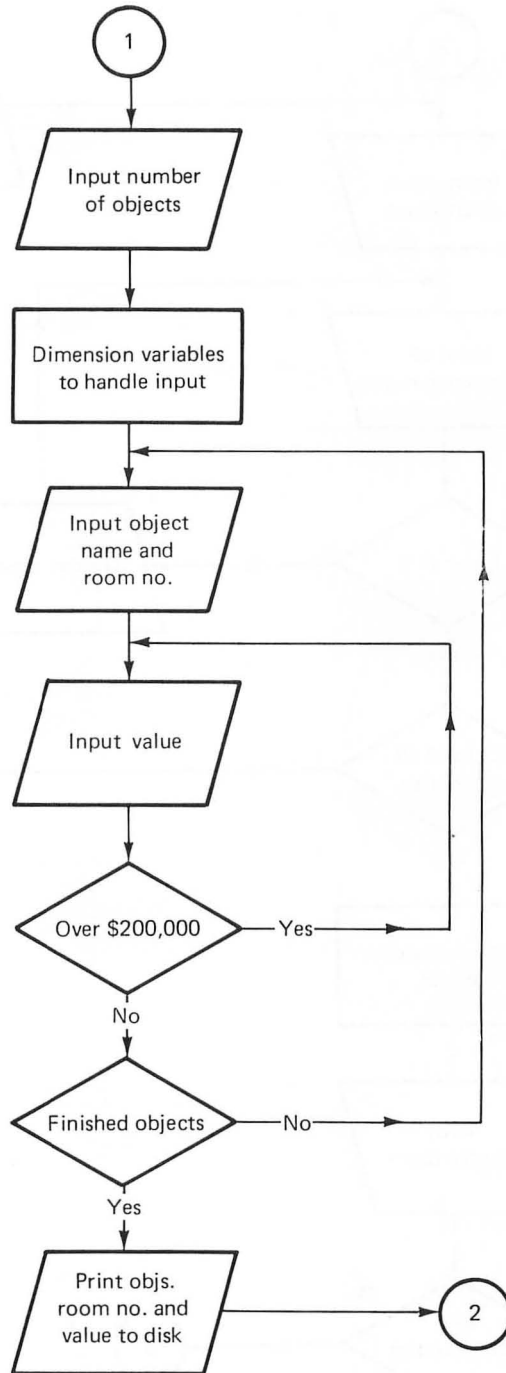 1
Input number
of objects
Dimension variables
to handle input
Input object
name and
room no.
Input value
Over $200,000
Yes
No
Finished objects
No
Yes
Print objs.
room no. and
value to disk
2